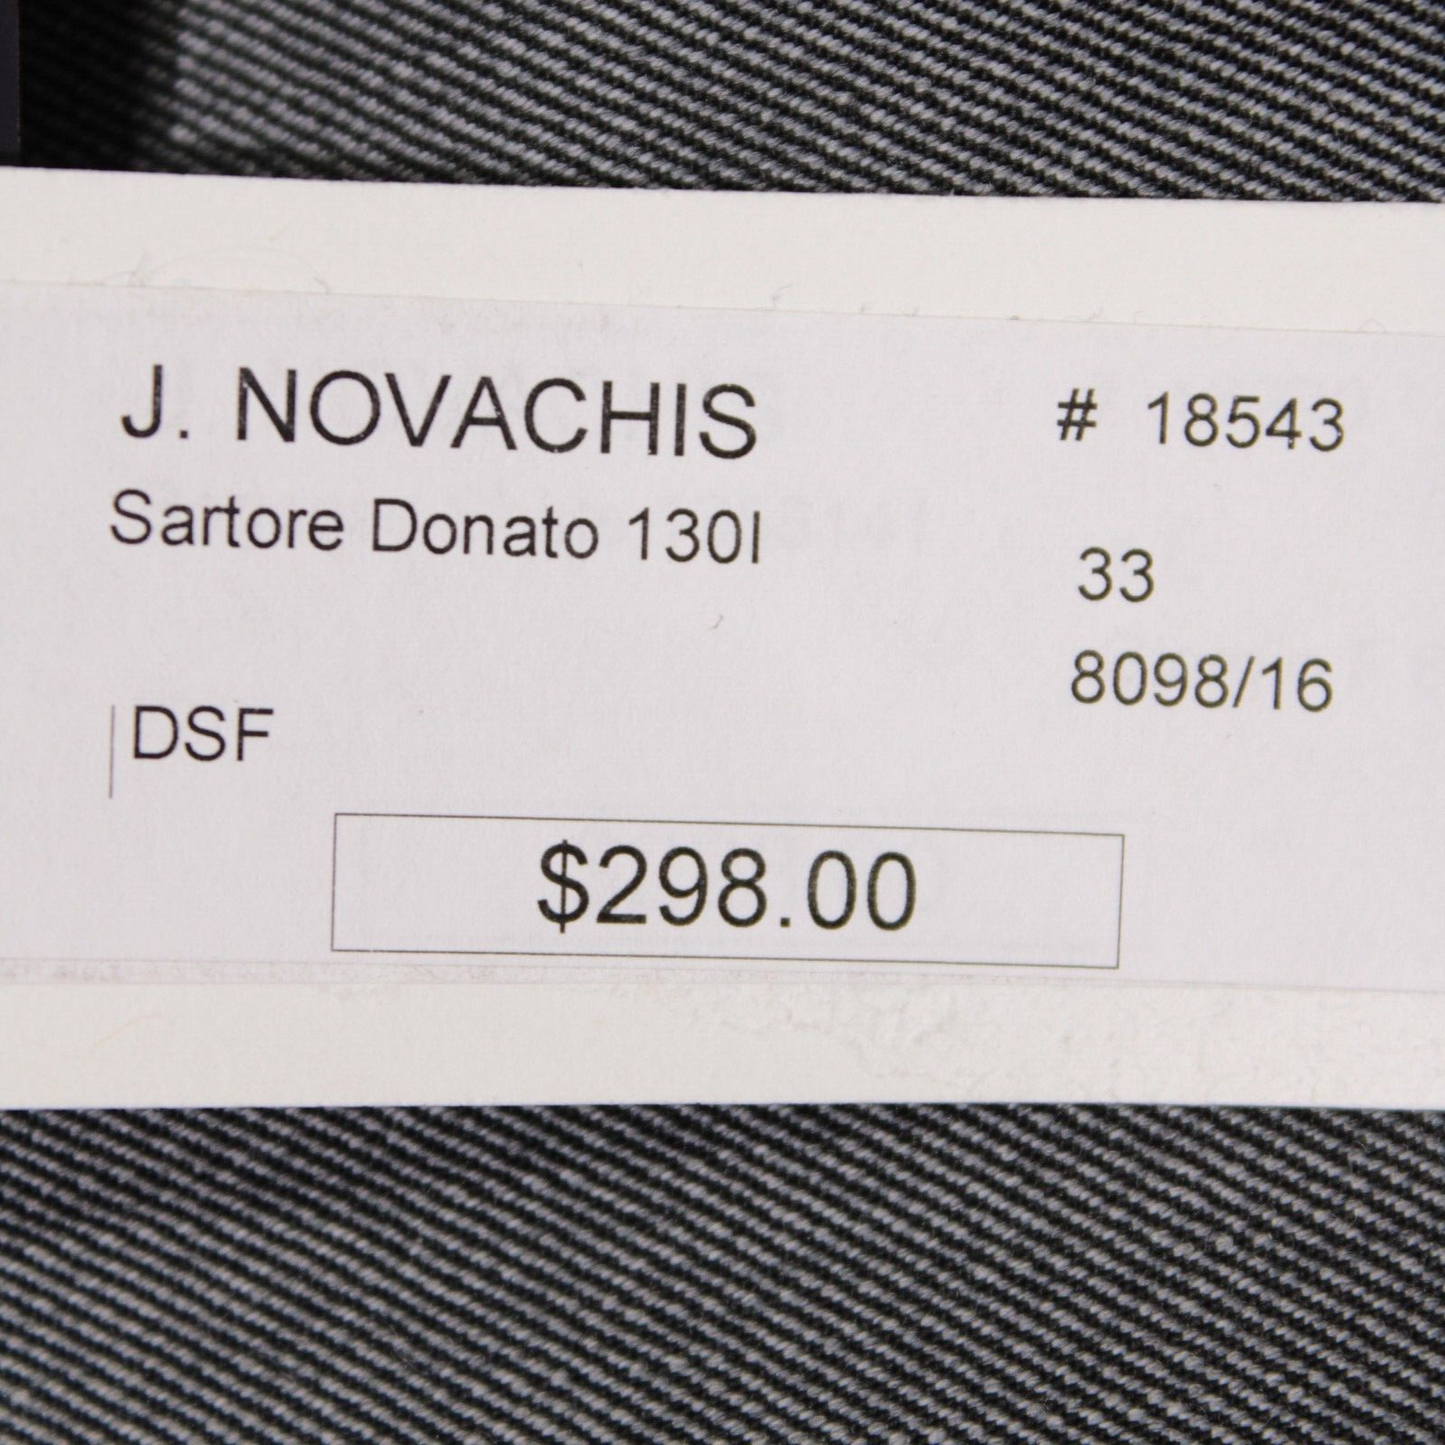 J. NOVACHIS # 18543
Sartore Donato 130I 33
8098/16
DSF
$298.00